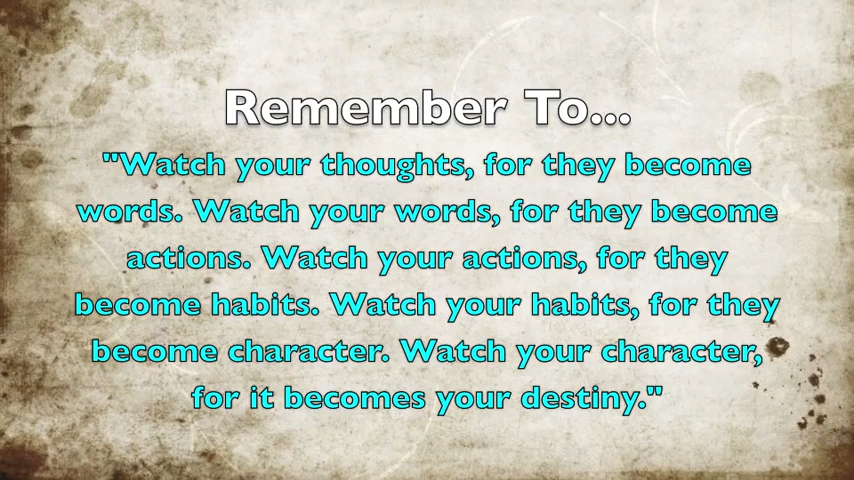 Remember To...
"Watch your thoughts, for they become
words. Watch your words, for they become
actions. Watch your actions, for they
become habits. Watch your habits, for they
become character. Watch your character,
for it becomes your destiny."